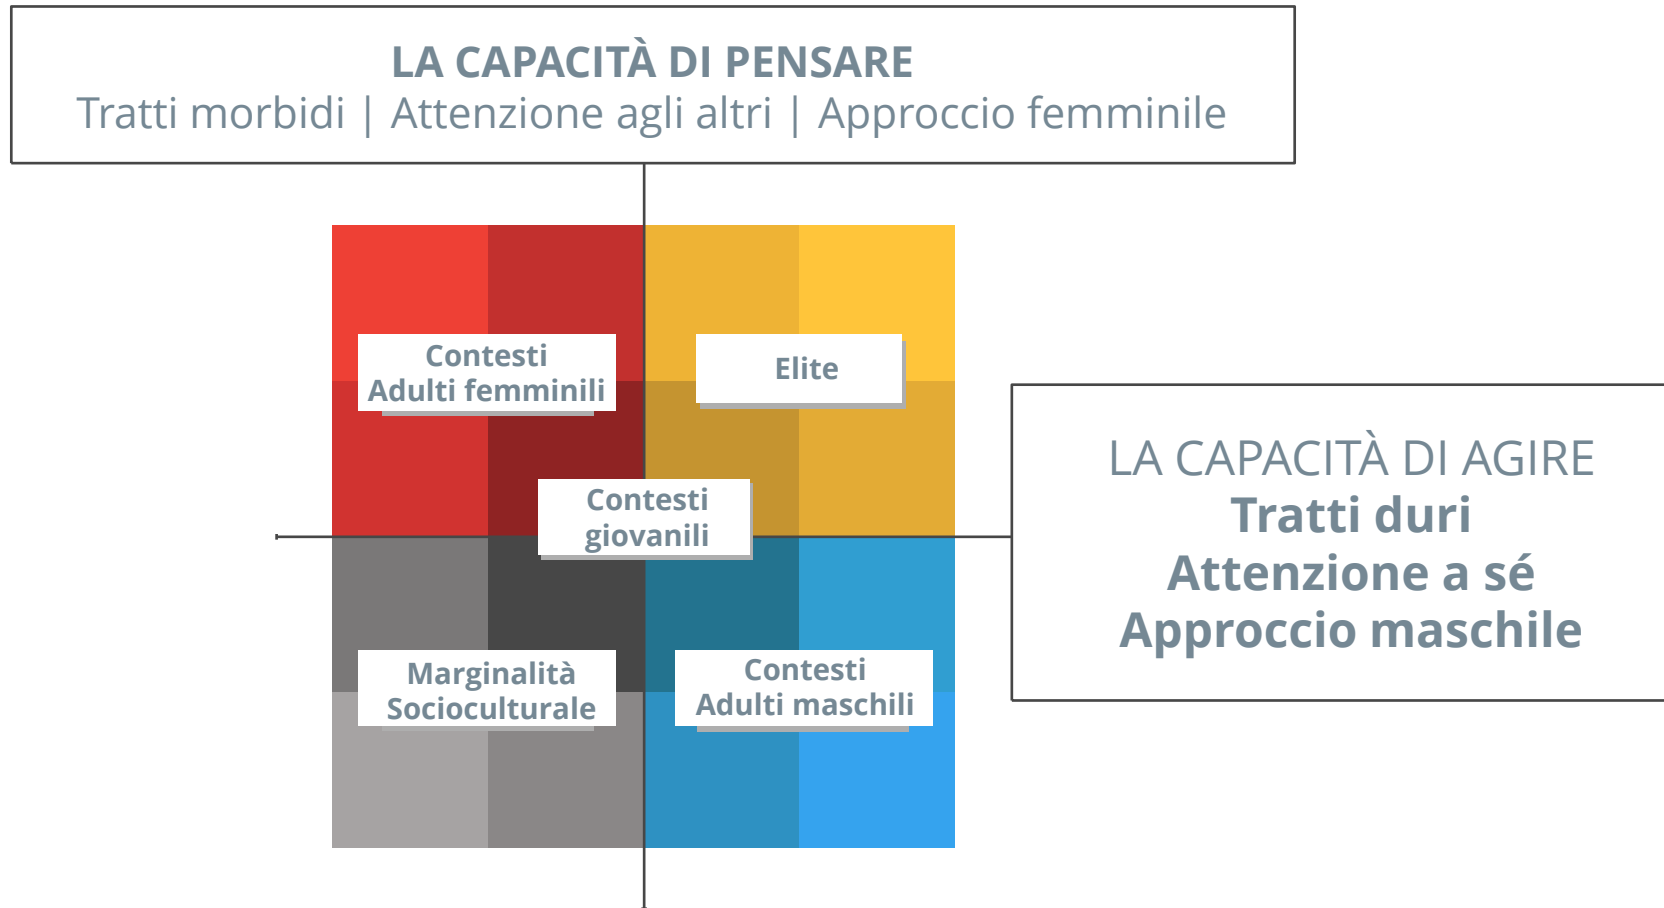 LA CAPACITÀ DI PENSARE
Tratti morbidi | Attenzione agli altri | Approccio femminile
Contesti
Adulti femminili
Elite
Contesti
giovanili
LA CAPACITÀ DI AGIRE
Tratti duri
Attenzione a sé
Approccio maschile
Marginalità
Socioculturale
Contesti
Adulti maschili